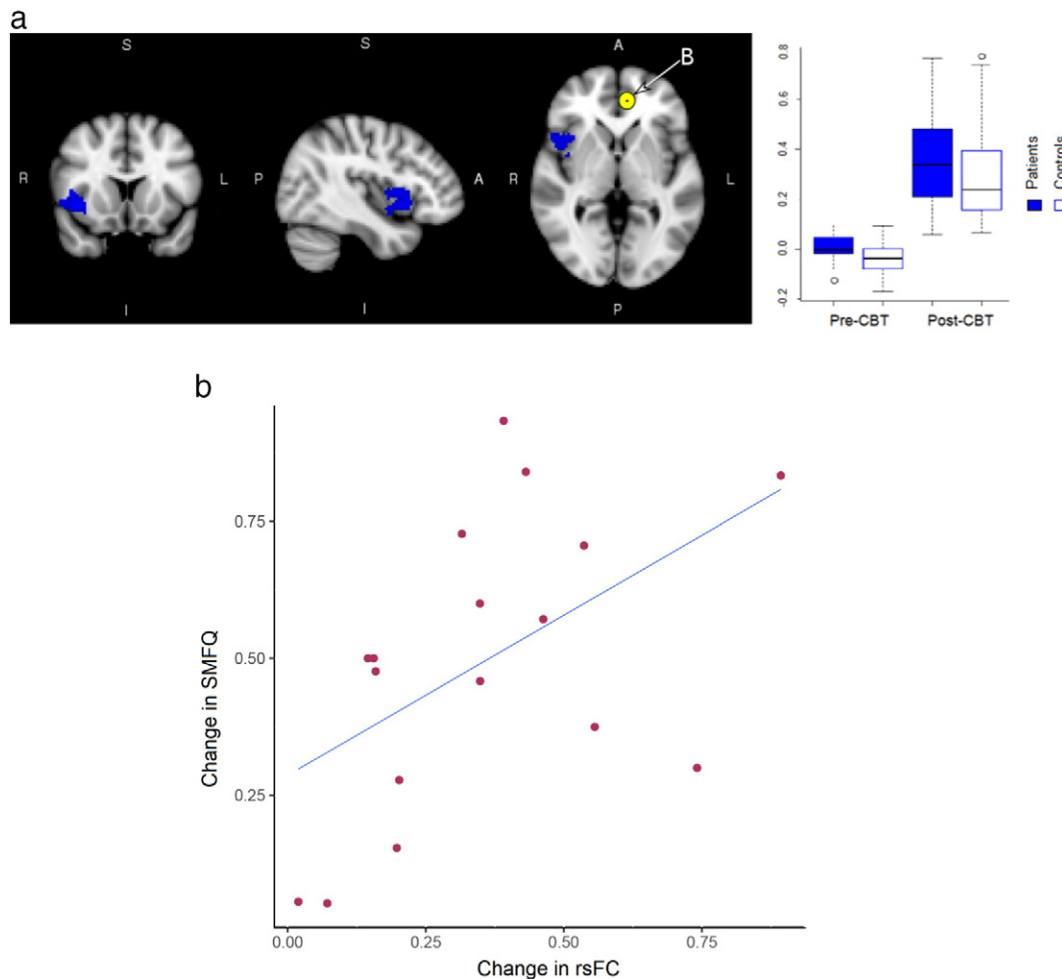 a
S
S
A
B
R
L
P
A
R
L
I
I
P
-0.2
0.0
0.2
0.4
0.6
0.8
Pre-CBT
Post-CBT
Patients
Controls
b
Change in SMFQ
0.75
0.50
0.25
0.00
0.25
0.50
0.75
Change in rsFC